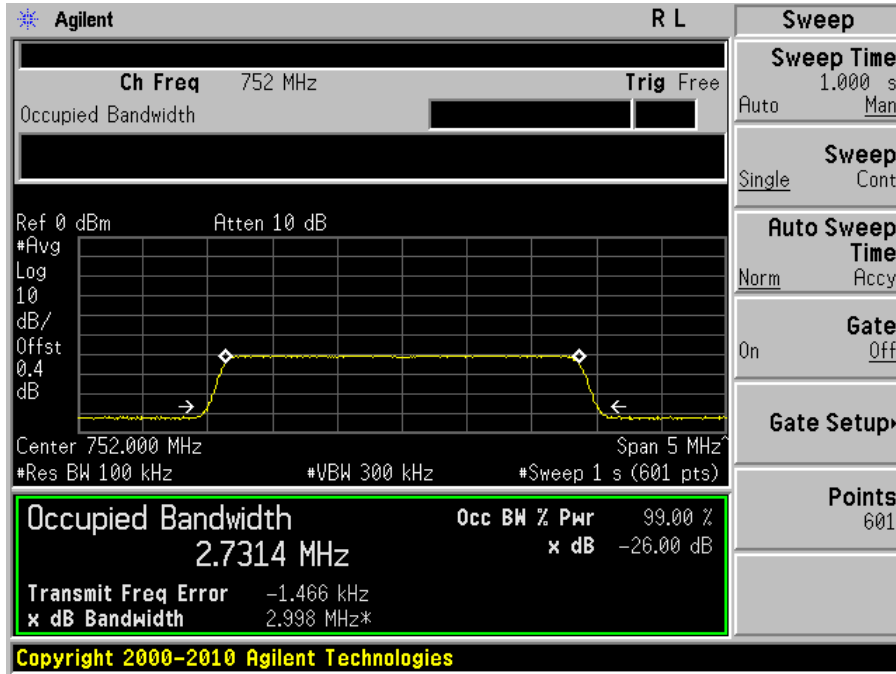 Agilent R L
Ch Freq 752 MHz Trig Free
Occupied Bandwidth
Ref 0 dBm Atten 10 dB
#Avg
Log
10
dB/
Offst
0.4
dB
Center 752.000 MHz Span 5 MHz^
#Res BW 100 kHz #VBW 300 kHz #Sweep 1 s (601 pts)
Occupied Bandwidth Occ BW % Pwr 99.00 %
2.7314 MHz x dB -26.00 dB
Transmit Freq Error -1.466 kHz
x dB Bandwidth 2.998 MHz*
Copyright 2000-2010 Agilent Technologies
Sweep
Sweep Time
1.000 s
Auto Man
Sweep
Single Cont
Auto Sweep
Time
Norm Accy
Gate
On Off
Gate Setup
Points
601